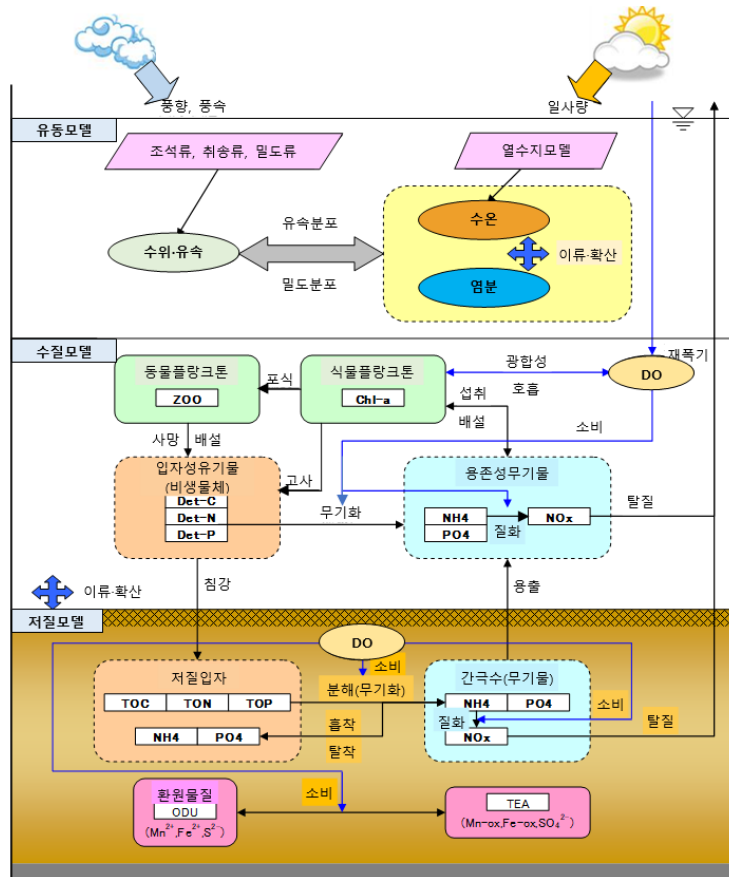 풍향, 풍속
일사량
유동모델
조석류, 취송류, 밀도류
열수지모델
유속분포
수온
수위·유속
이류·확산
밀도분포
염분
수질모델
재폭기
동물플랑크톤
식물플랑크톤
광합성
DO
포식
ZOO
Chl-a
섭취
호흡
배설
소비
사망
배설
입자성유기물
(비생물체)
고사
용존성무기물
Det-C
Det-N
Det-P
무기화
NH4
NOx
탈질
PO4
질화
이류·확산
침강
용출
저질모델
DO
소비
저질입자
분해(무기화)
간극수(무기물)
TOC
TON
TOP
NH4
PO4
소비
흡착
질화
NH4
PO4
NOx
탈질
탈착
환원물질
소비
ODU
TEA
(Mn²⁺,Fe²⁺,S²⁻)
(Mn-ox,Fe-ox,SO₄²⁻)